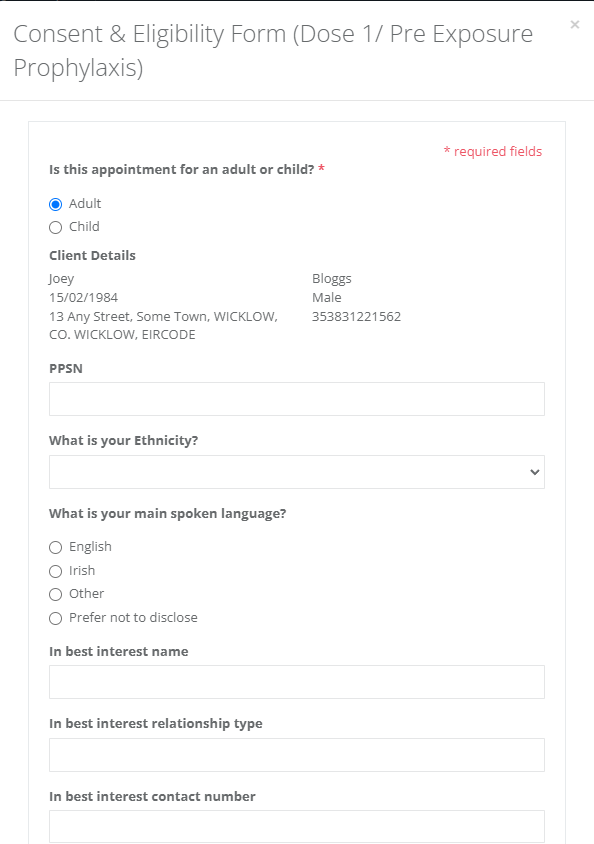 Consent & Eligibility Form (Dose 1/ Pre Exposure
Prophylaxis)
×
* required fields
Is this appointment for an adult or child? *
Adult
Child
Client Details
Joey
Bloggs
15/02/1984
Male
13 Any Street, Some Town, WICKLOW,
353831221562
CO. WICKLOW, EIRCODE
PPSN
What is your Ethnicity?
What is your main spoken language?
English
Irish
Other
Prefer not to disclose
In best interest name
In best interest relationship type
In best interest contact number